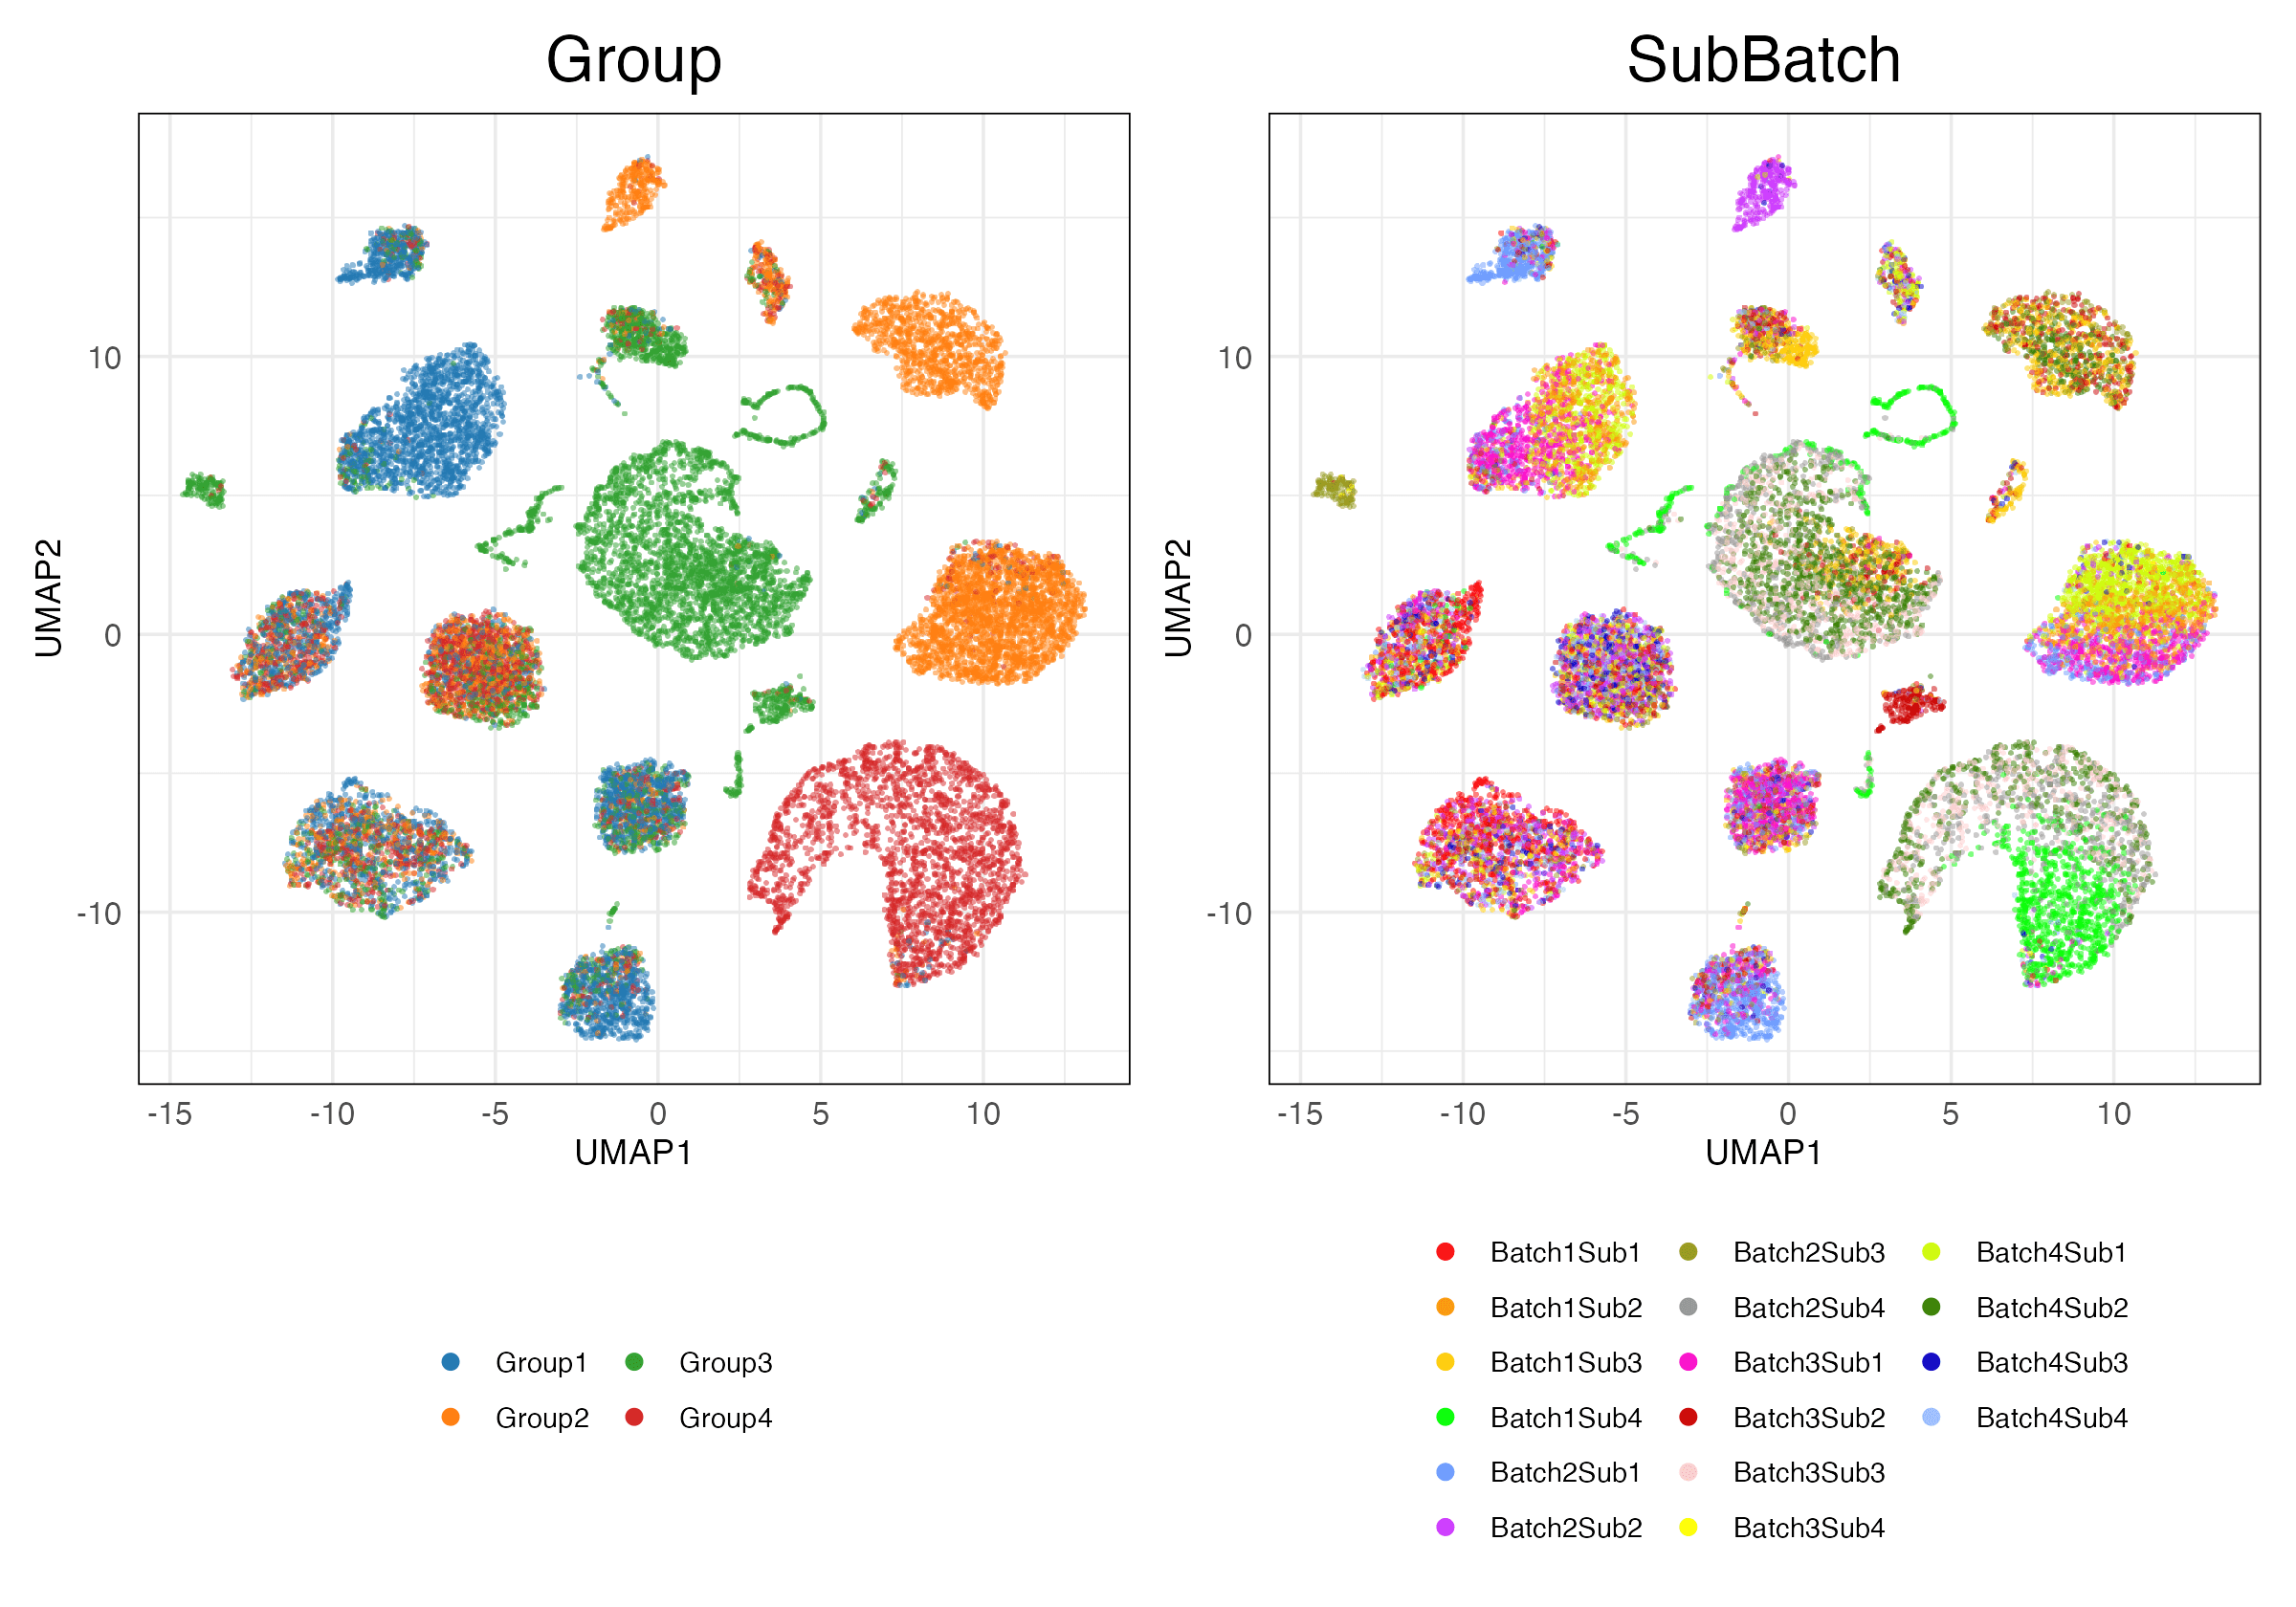 Group
SubBatch
UMAP2
10
0
-10
-15
-10
-5
0
5
10
UMAP1
UMAP2
10
0
-10
-15
-10
-5
0
5
10
UMAP1
Group1
Group3
Group2
Group4
Batch1Sub1
Batch2Sub3
Batch4Sub1
Batch1Sub2
Batch2Sub4
Batch4Sub2
Batch1Sub3
Batch3Sub1
Batch4Sub3
Batch1Sub4
Batch3Sub2
Batch4Sub4
Batch2Sub1
Batch3Sub3
Batch2Sub2
Batch3Sub4